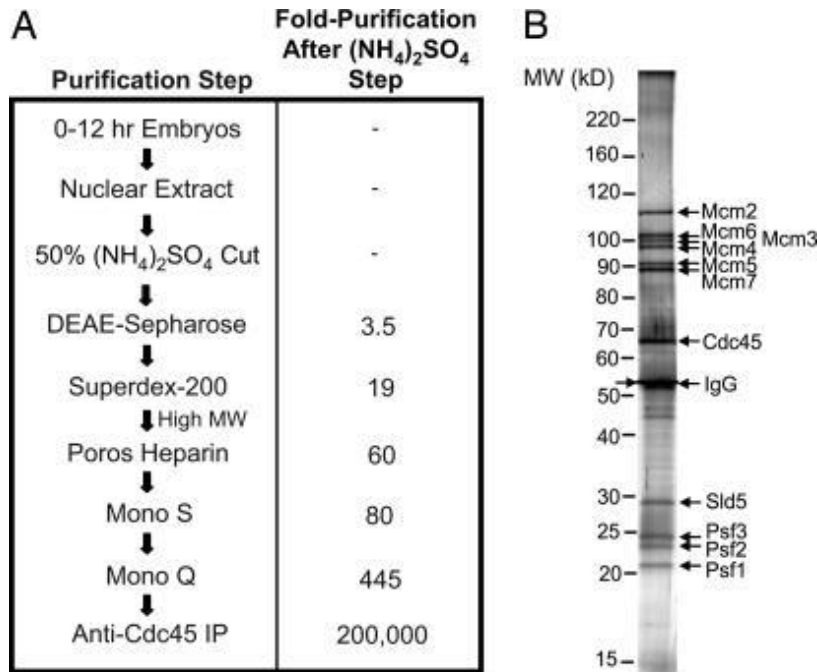 A
Purification Step
Fold-Purification
After (NH₄)₂SO₄
Step
0-12 hr Embryos -
Nuclear Extract -
50% (NH₄)₂SO₄ Cut -
DEAE-Sepharose 3.5
Superdex-200 19
High MW
Poros Heparin 60
Mono S 80
Mono Q 445
Anti-Cdc45 IP 200,000
B
MW (kD)
220
160
120
Mcm2
Mcm6
100
Mcm3
Mcm4
90
Mcm5
Mcm7
80
70
Cdc45
60
IgG
50
40
30
Sld5
25
Psf3
Psf2
Psf1
20
15